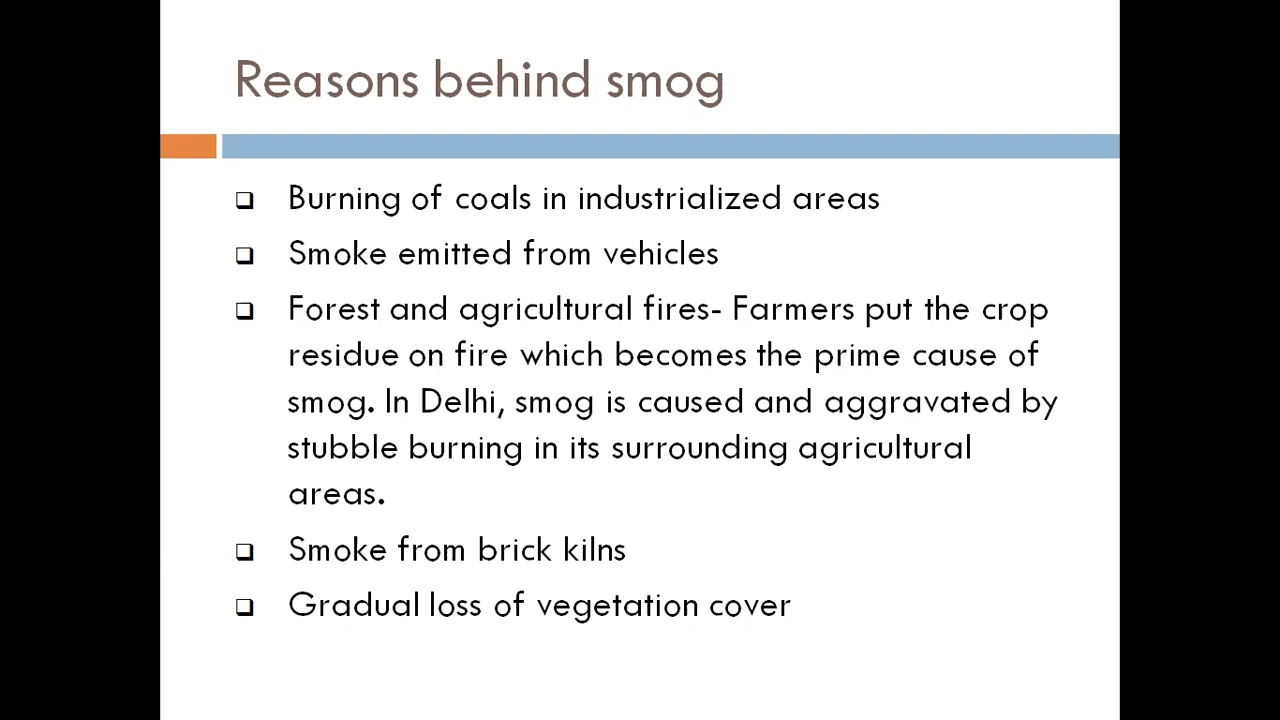 Reasons behind smog
❑ Burning of coals in industrialized areas
❑ Smoke emitted from vehicles
❑ Forest and agricultural fires- Farmers put the crop
residue on fire which becomes the prime cause of
smog. In Delhi, smog is caused and aggravated by
stubble burning in its surrounding agricultural
areas.
❑ Smoke from brick kilns
❑ Gradual loss of vegetation cover